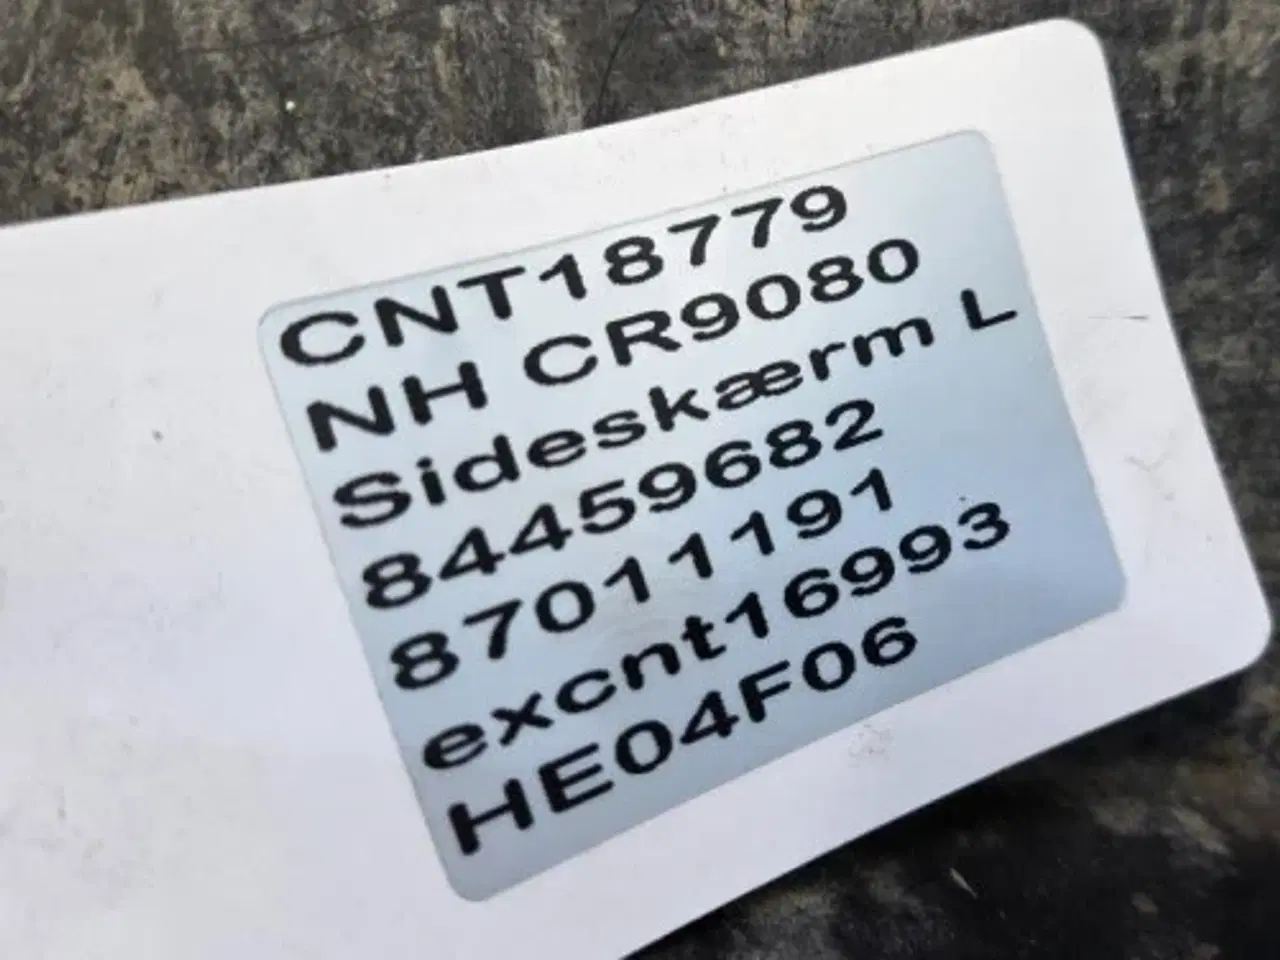 CNT18779
NH CR9080
Sideskærm L
84459682
87011191
excnt16993
HE04F06